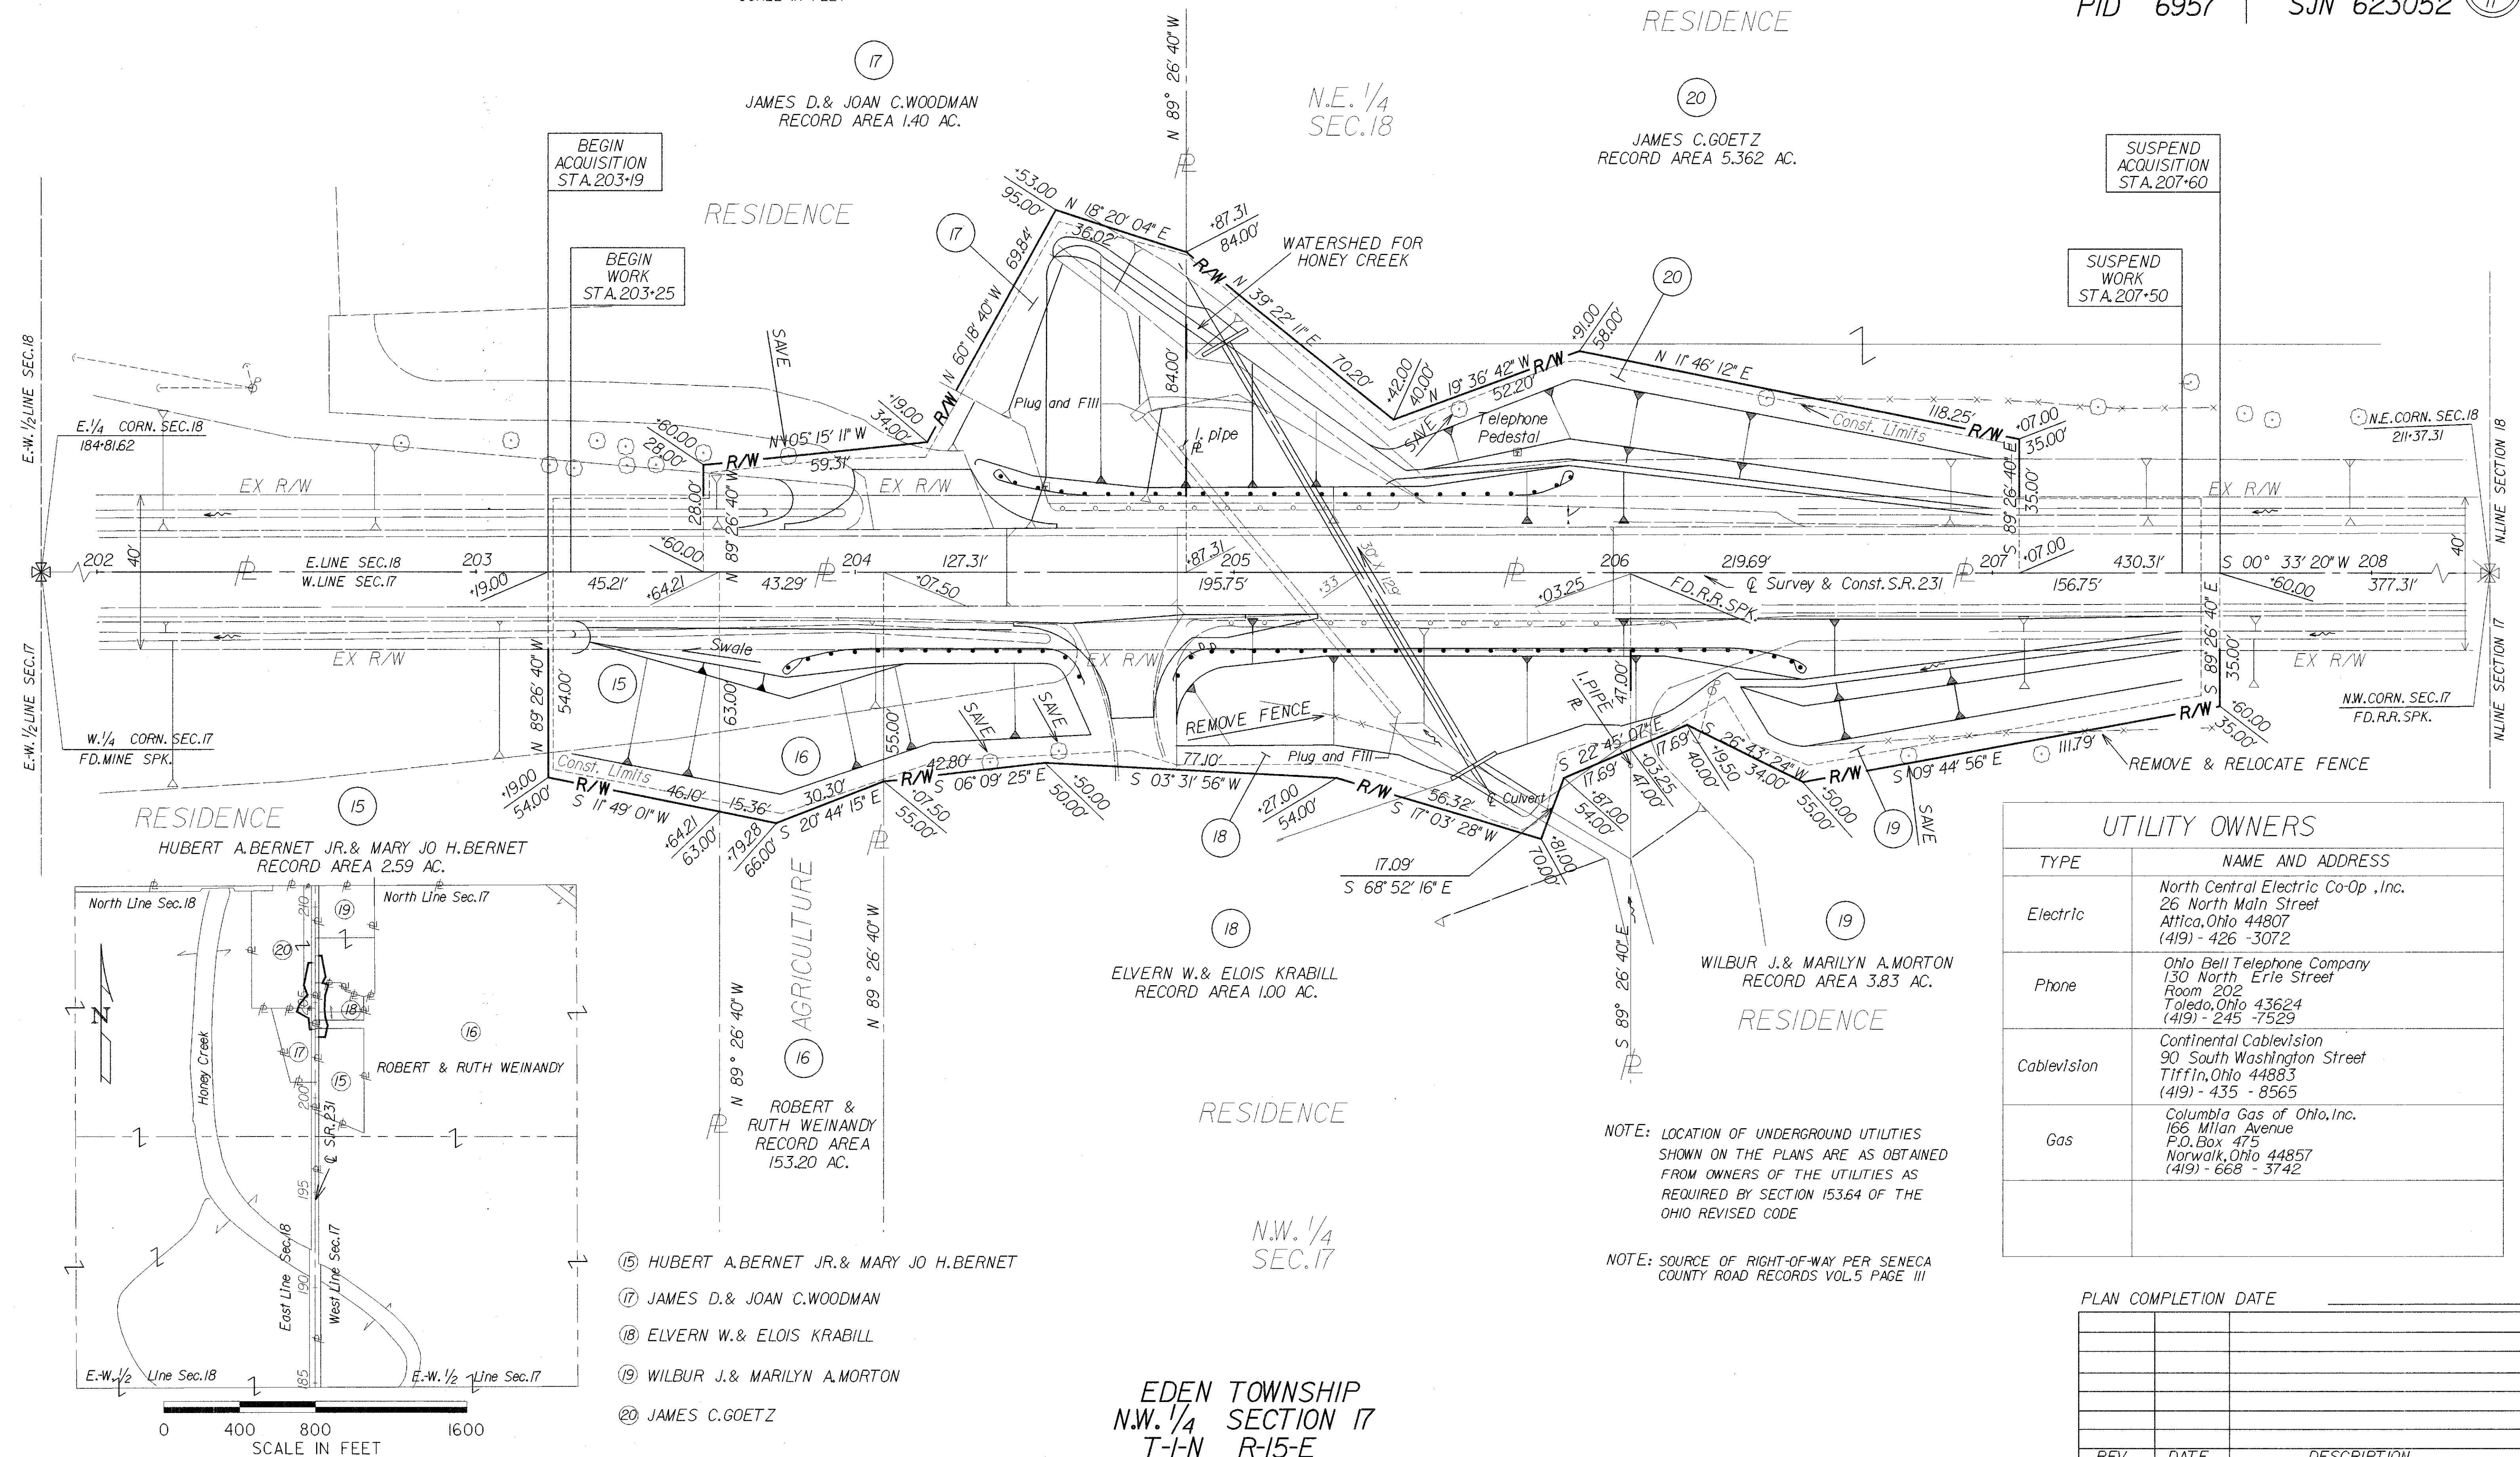 PID 6957 SJN 623052
RESIDENCE
17
JAMES D.& JOAN C.WOODMAN
RECORD AREA 1.40 AC.
N 89° 26' 40" W
N.E. 1/4
SEC.18
20
JAMES C.GOETZ
RECORD AREA 5.362 AC.
BEGIN
ACQUISITION
STA.203+19
SUSPEND
ACQUISITION
STA.207+60
RESIDENCE
BEGIN
WORK
STA.203+25
SUSPEND
WORK
STA.207+50
17
+53.00
95.00'
N 18° 20' 04" E
36.02'
69.84'
N 60° 18' 40" W
R/W
+87.31
84.00'
WATERSHED FOR
HONEY CREEK
R/W
N 39° 22' 11" E
70.20'
20
+91.00
58.00'
+42.00
40.00'
N 19° 36' 42" W
R/W
52.20'
N 11° 46' 12" E
118.25'
R/W
+07.00
35.00'
SAVE
SAVE
Telephone
Pedestal
Const. Limits
Plug and Fill
84.00'
I. pipe
+19.00
34.00'
+60.00
28.00'
R/W
N 05° 15' 11" W
59.31'
28.00'
N 89° 26' 40" W
S 89° 26' 40" E
35.00'
E.-W. 1/2 LINE SEC.18
E.1/4 CORN. SEC.18
184+81.62
N.E.CORN. SEC.18
211+37.31
N.LINE SECTION 18
EX R/W
EX R/W
EX R/W
40'
40'
202
203
204
205
206
207
208
E.LINE SEC.18
W.LINE SEC.17
+19.00
45.21'
+60.00
+64.21
43.29'
127.31'
+07.50
+87.31
195.75'
+33
30" X 129'
+03.25
219.69'
FD.R.R.SPK.
℄ Survey & Const.S.R.231
+07.00
156.75'
430.31'
S 00° 33' 20" W
+60.00
377.31'
EX R/W
EX R/W
EX R/W
Swale
15
N 89° 26' 40" W
54.00'
63.00'
55.00'
16
SAVE
SAVE
REMOVE FENCE
I.PIPE
47.00'
S 89° 26' 40" E
35.00'
N.W.CORN. SEC.17
FD.R.R.SPK.
N.LINE SECTION 17
E.-W. 1/2 LINE SEC.17
W.1/4 CORN. SEC.17
FD.MINE SPK.
Const. Limits
+19.00
54.00'
R/W
S 11° 49' 01" W
46.10'
15.36'
+64.21
63.00'
+79.28
66.00'
30.30'
S 20° 44' 15" E
R/W
42.80'
S 06° 09' 25" E
+07.50
55.00'
+50.00
50.00'
77.10'
S 03° 31' 56" W
Plug and Fill
18
+27.00
54.00'
R/W
56.32'
S 17° 03' 28" W
℄ Culvert
17.09'
S 68° 52' 16" E
+81.00
70.00'
+87.00
54.00'
S 22° 45' 07" E
17.69'
17.69'
+03.25
47.00'
+19.50
40.00'
S 26° 43' 24" W
34.00'
+50.00
55.00'
R/W
S 09° 44' 56" E
111.79'
R/W
+60.00
35.00'
19
SAVE
REMOVE & RELOCATE FENCE
RESIDENCE
15
HUBERT A.BERNET JR.& MARY JO H.BERNET
RECORD AREA 2.59 AC.
AGRICULTURE
N 89° 26' 40" W
N 89° 26' 40" W
16
ROBERT &
RUTH WEINANDY
RECORD AREA
153.20 AC.
18
ELVERN W.& ELOIS KRABILL
RECORD AREA 1.00 AC.
RESIDENCE
S 89° 26' 40" E
19
WILBUR J.& MARILYN A.MORTON
RECORD AREA 3.83 AC.
RESIDENCE
UTILITY OWNERS
TYPE NAME AND ADDRESS
Electric
North Central Electric Co-Op ,Inc.
26 North Main Street
Attica,Ohio 44807
(419) - 426 -3072
Phone
Ohio Bell Telephone Company
130 North Erie Street
Room 202
Toledo,Ohio 43624
(419) - 245 -7529
Cablevision
Continental Cablevision
90 South Washington Street
Tiffin,Ohio 44883
(419) - 435 - 8565
Gas
Columbia Gas of Ohio,Inc.
166 Milan Avenue
P.O.Box 475
Norwalk,Ohio 44857
(419) - 668 - 3742
North Line Sec.18
North Line Sec.17
210
19
20
18
17
16
ROBERT & RUTH WEINANDY
15
200
N
Honey Creek
℄ S.R.231
195
East Line Sec.18
West Line Sec.17
190
185
E.-W. 1/2 Line Sec.18
E.-W. 1/2 Line Sec.17
0 400 800 1600
SCALE IN FEET
15 HUBERT A.BERNET JR.& MARY JO H.BERNET
17 JAMES D.& JOAN C.WOODMAN
18 ELVERN W.& ELOIS KRABILL
19 WILBUR J.& MARILYN A.MORTON
20 JAMES C.GOETZ
N.W. 1/4
SEC.17
NOTE: LOCATION OF UNDERGROUND UTILITIES
SHOWN ON THE PLANS ARE AS OBTAINED
FROM OWNERS OF THE UTILITIES AS
REQUIRED BY SECTION 153.64 OF THE
OHIO REVISED CODE
NOTE: SOURCE OF RIGHT-OF-WAY PER SENECA
COUNTY ROAD RECORDS VOL.5 PAGE 111
EDEN TOWNSHIP
N.W. 1/4 SECTION 17
T-1-N R-15-E
PLAN COMPLETION DATE
REV. DATE DESCRIPTION